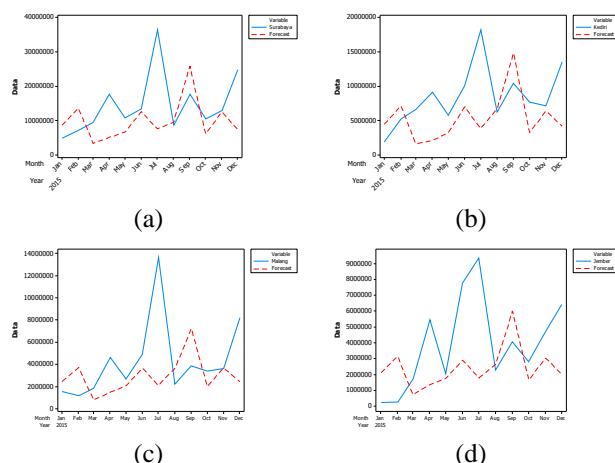 Variable
Surabaya
Forecast
40000000
30000000
20000000
10000000
0
Data
Month Jan Feb Mar Apr May Jun Jul Aug Sep Oct Nov Dec
Year 2015
(a)
Variable
Kediri
Forecast
20000000
15000000
10000000
5000000
0
Data
Month Jan Feb Mar Apr May Jun Jul Aug Sep Oct Nov Dec
Year 2015
(b)
Variable
Malang
Forecast
14000000
12000000
10000000
8000000
6000000
4000000
2000000
0
Data
Month Jan Feb Mar Apr May Jun Jul Aug Sep Oct Nov Dec
Year 2015
(c)
Variable
Jember
Forecast
9000000
8000000
7000000
6000000
5000000
4000000
3000000
2000000
1000000
0
Data
Month Jan Feb Mar Apr May Jun Jul Aug Sep Oct Nov Dec
Year 2015
(d)